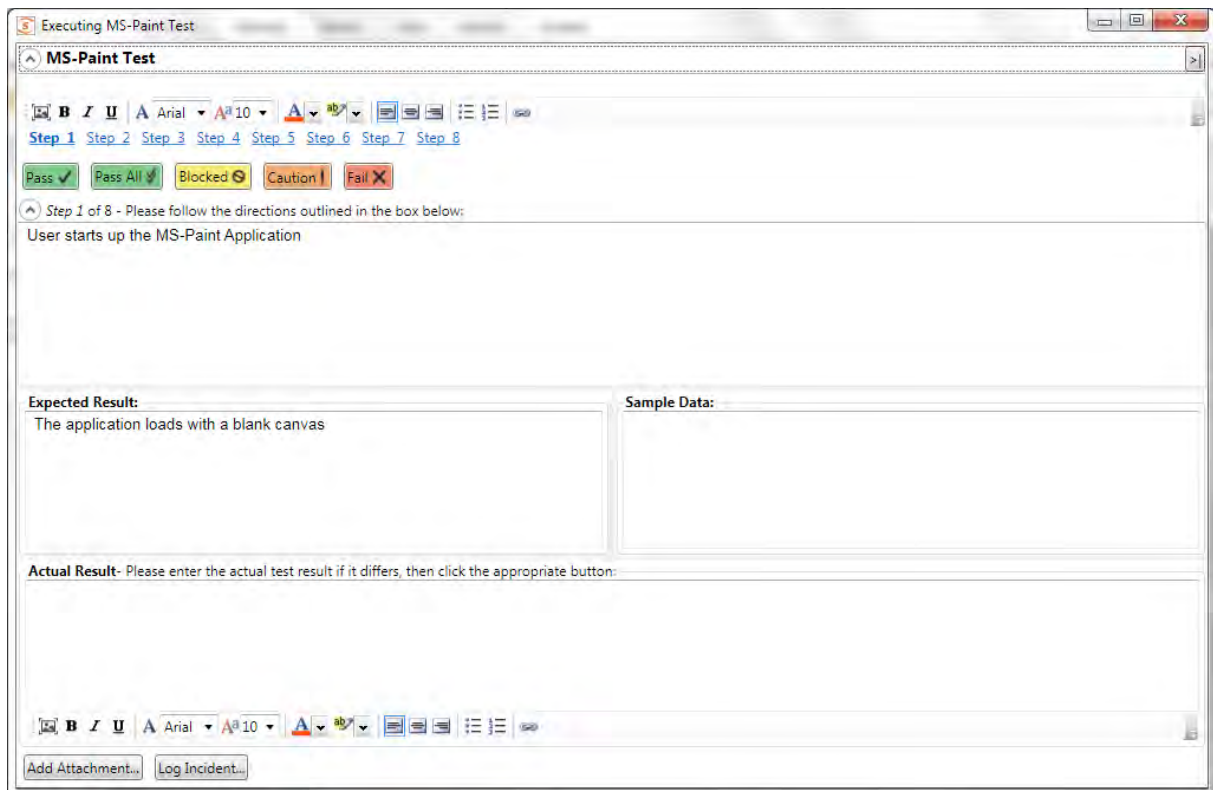 Executing MS-Paint Test
MS-Paint Test
B I U A Arial Aa 10 A ab
Step 1 Step 2 Step 3 Step 4 Step 5 Step 6 Step 7 Step 8
Pass Pass All Blocked Caution Fail
Step 1 of 8 - Please follow the directions outlined in the box below:
User starts up the MS-Paint Application
Expected Result: Sample Data:
The application loads with a blank canvas
Actual Result- Please enter the actual test result if it differs, then click the appropriate button:
B I U A Arial Aa 10 A ab
Add Attachment... Log Incident...